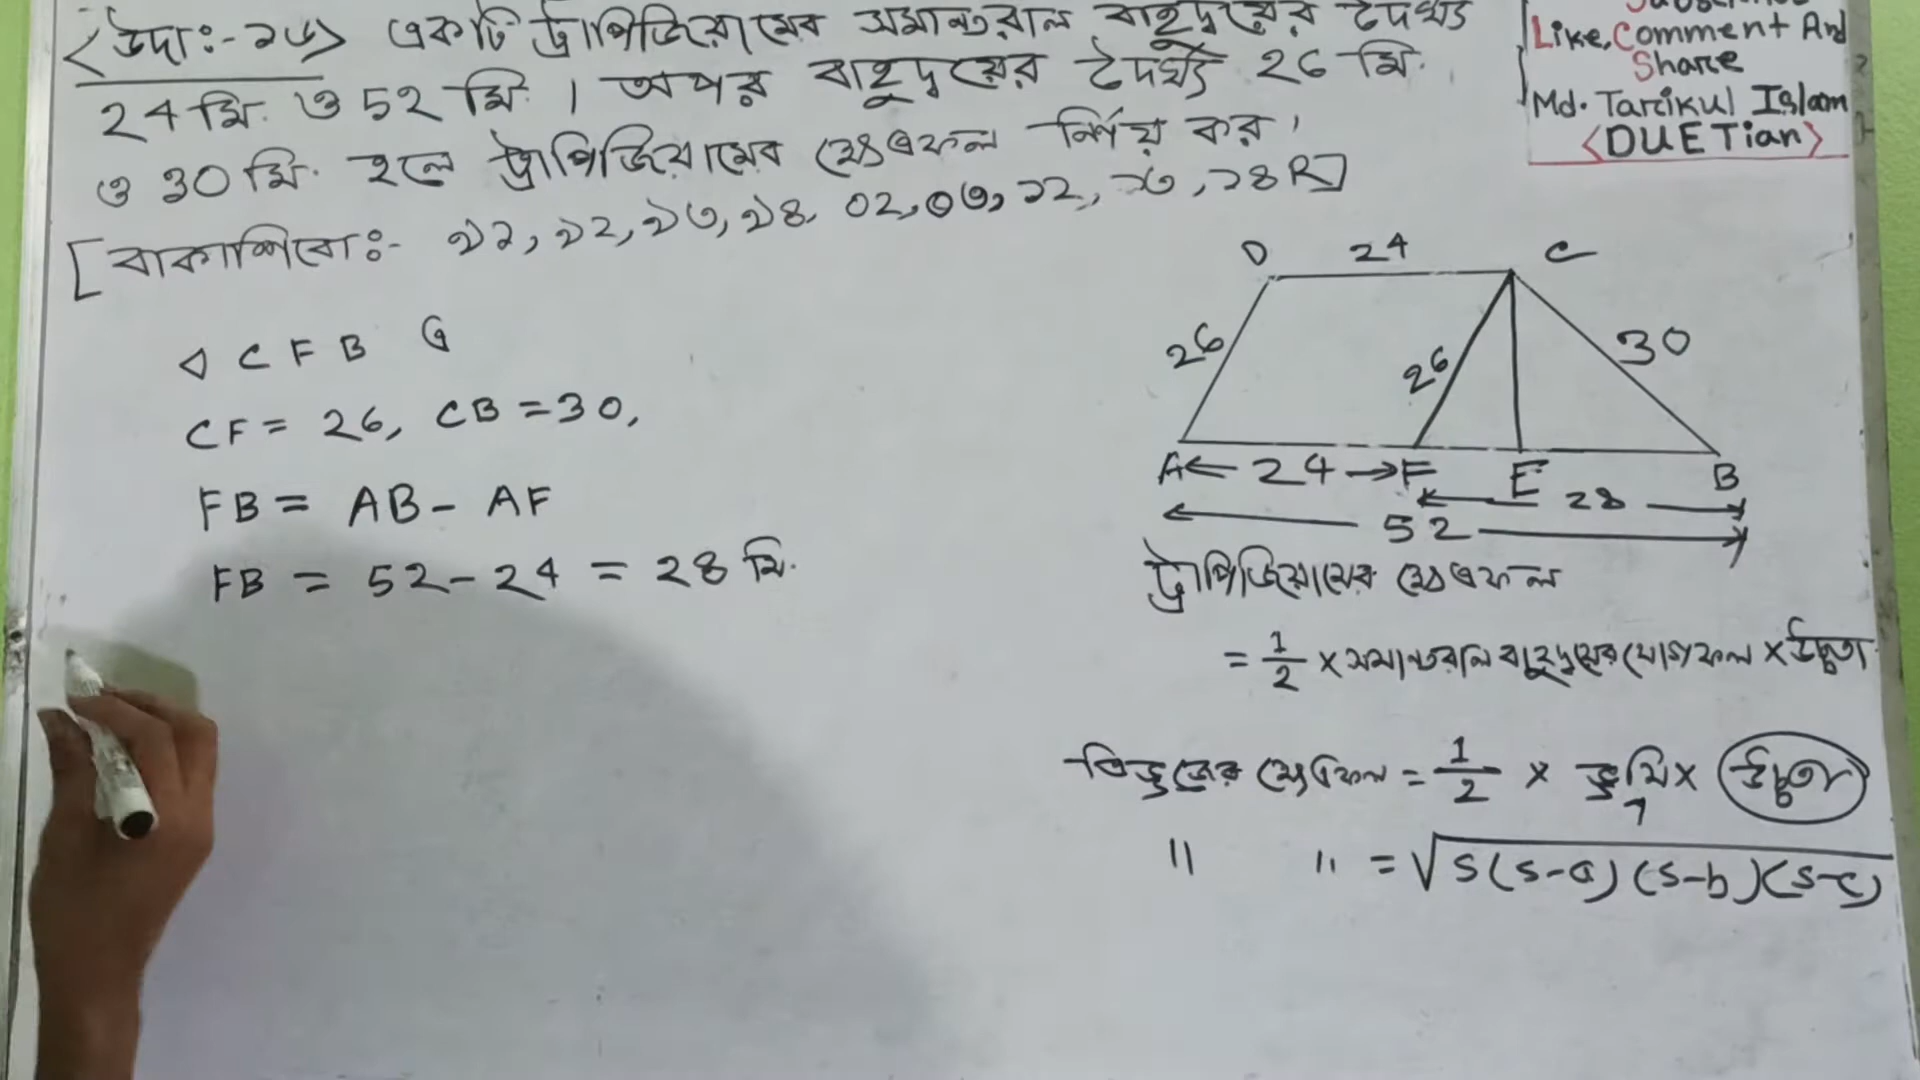 <উদাঃ-১৬> একটি ট্রাপিজিয়ামের সমান্তরাল বাহুদ্বয়ের দৈর্ঘ্য
24 মি. ও 52 মি. । অপর বাহুদ্বয়ের দৈর্ঘ্য 26 মি.
ও 30 মি. হলে ট্রাপিজিয়ামের ক্ষেত্রফল নির্ণয় কর।
[বাকাশিবোঃ-
Like, Comment And
Share
Md. Tarikul Islam
<DUETian>
D 24 C
26 26 30
A 24 F E B
28
52
△ CFB এ
CF = 26, CB = 30,
FB = AB - AF
FB = 52 - 24 = 28 মি.
ট্রাপিজিয়ামের ক্ষেত্রফল
= 1/2 × সমান্তরাল বাহুদ্বয়ের যোগফল × উচ্চতা
ত্রিভুজের ক্ষেত্রফল = 1/2 × ভূমি × উচ্চতা
" " = √s(s-a)(s-b)(s-c)